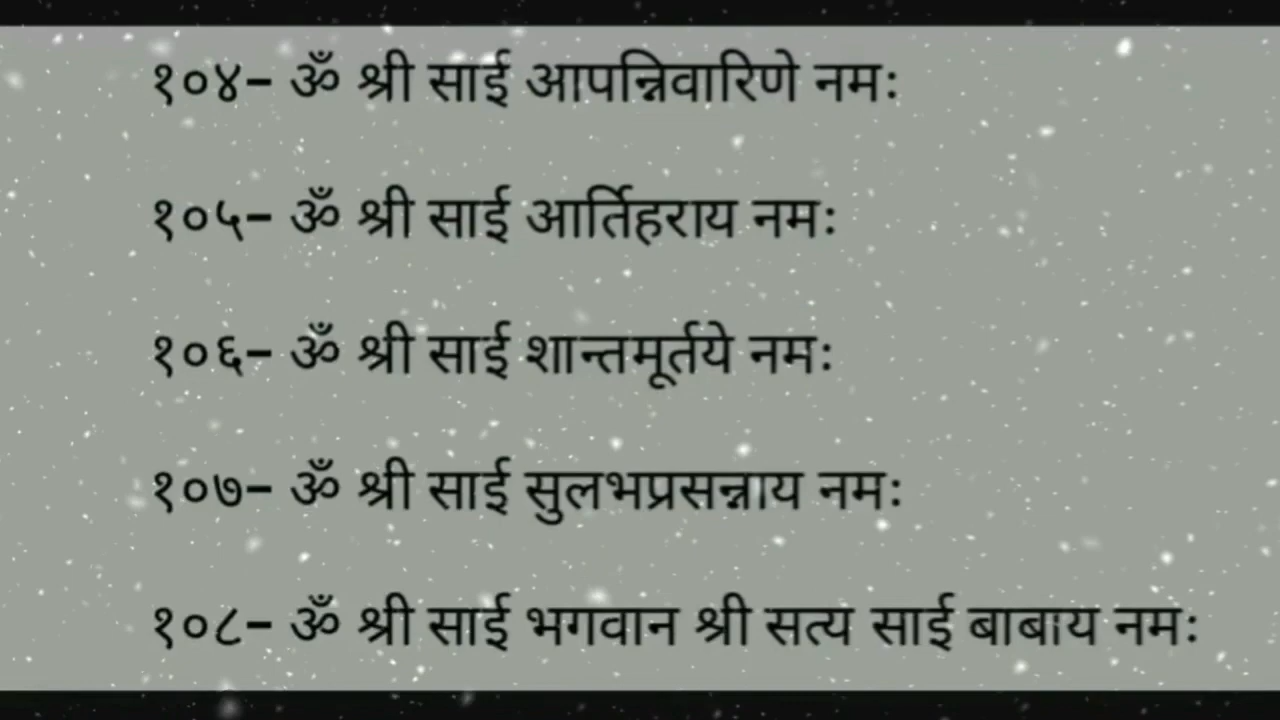 १०४– ॐ श्री साई आपन्निवारिणे नमः
१०५– ॐ श्री साई आर्तिहराय नमः
१०६– ॐ श्री साई शान्तमूर्तये नमः
१०७– ॐ श्री साई सुलभप्रसन्नाय नमः
१०८– ॐ श्री साई भगवान श्री सत्य साई बाबाय नमः